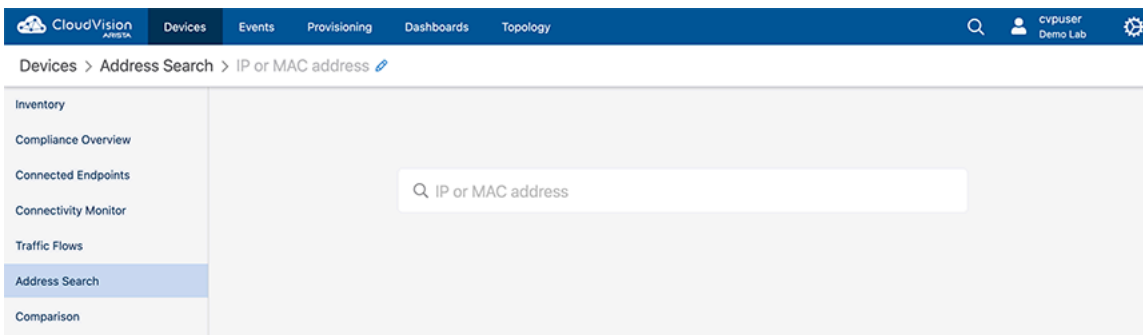 CloudVision
ARISTA
Devices
Events
Provisioning
Dashboards
Topology
cvpuser
Demo Lab
Devices > Address Search > IP or MAC address
Inventory
Compliance Overview
Connected Endpoints
Connectivity Monitor
Traffic Flows
Address Search
Comparison
IP or MAC address